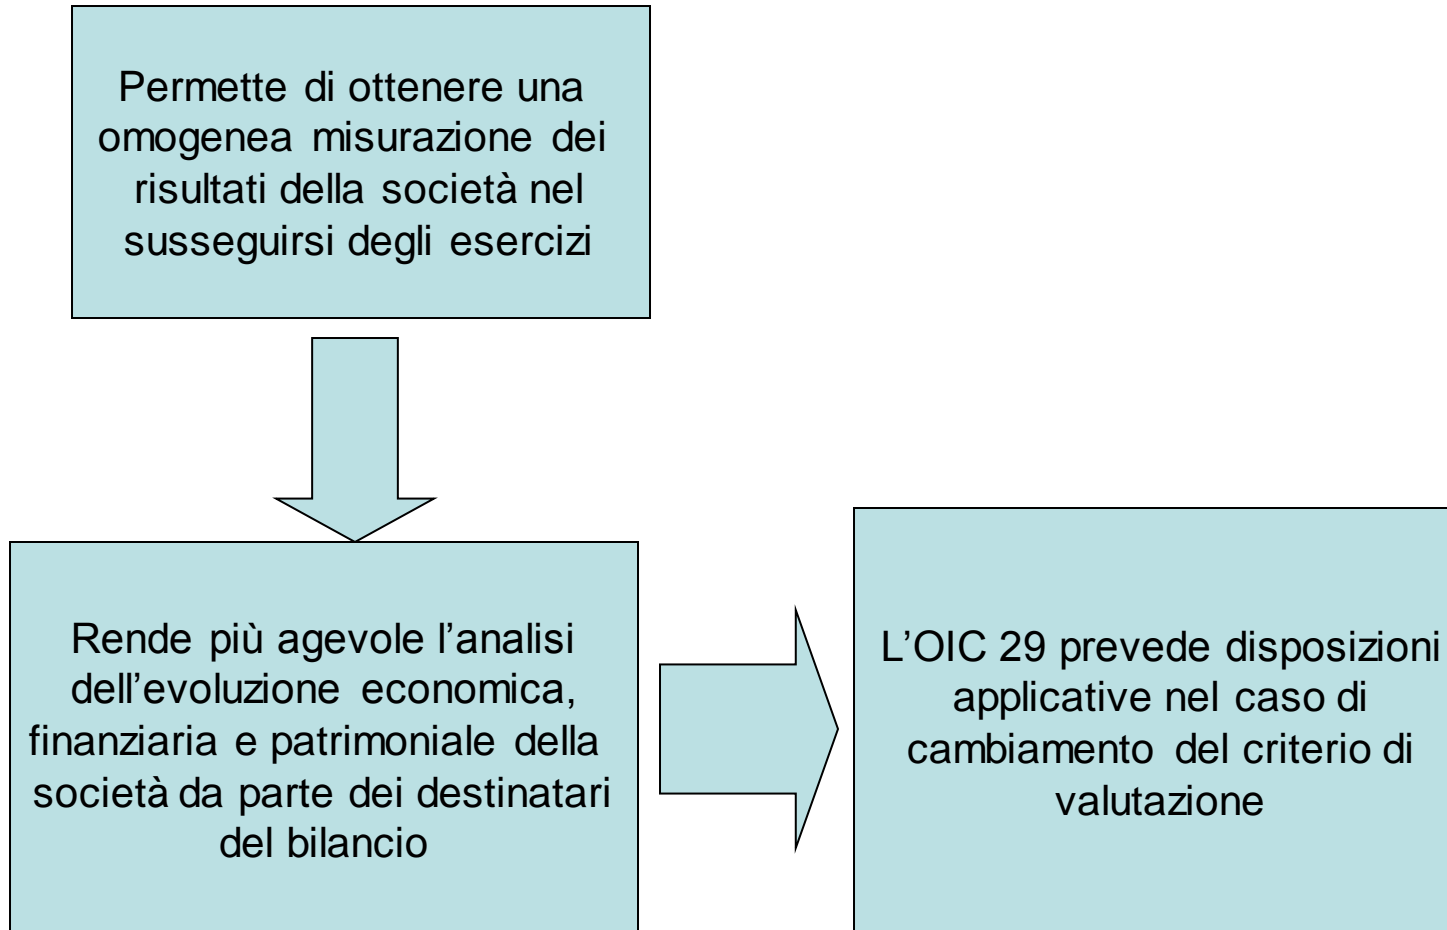 Permette di ottenere una
omogenea misurazione dei
risultati della società nel
susseguirsi degli esercizi
Rende più agevole l’analisi
dell’evoluzione economica,
finanziaria e patrimoniale della
società da parte dei destinatari
del bilancio
L’OIC 29 prevede disposizioni
applicative nel caso di
cambiamento del criterio di
valutazione